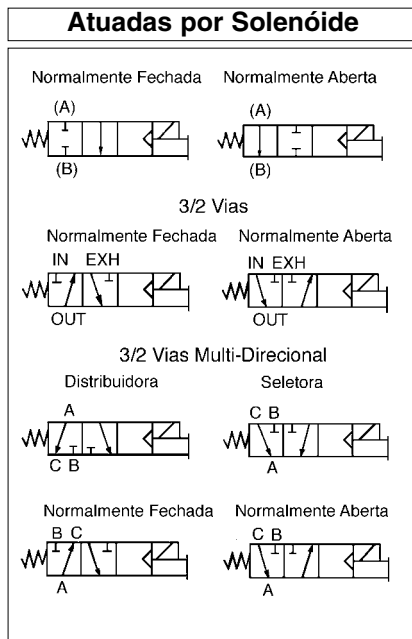 Atuadas por Solenóide
Normalmente Fechada Normalmente Aberta
(A) (A)
(B) (B)
3/2 Vias
Normalmente Fechada Normalmente Aberta
IN EXH IN EXH
OUT OUT
3/2 Vias Multi-Direcional
Distribuidora Seletora
A C B
C B A
Normalmente Fechada Normalmente Aberta
B C C B
A A